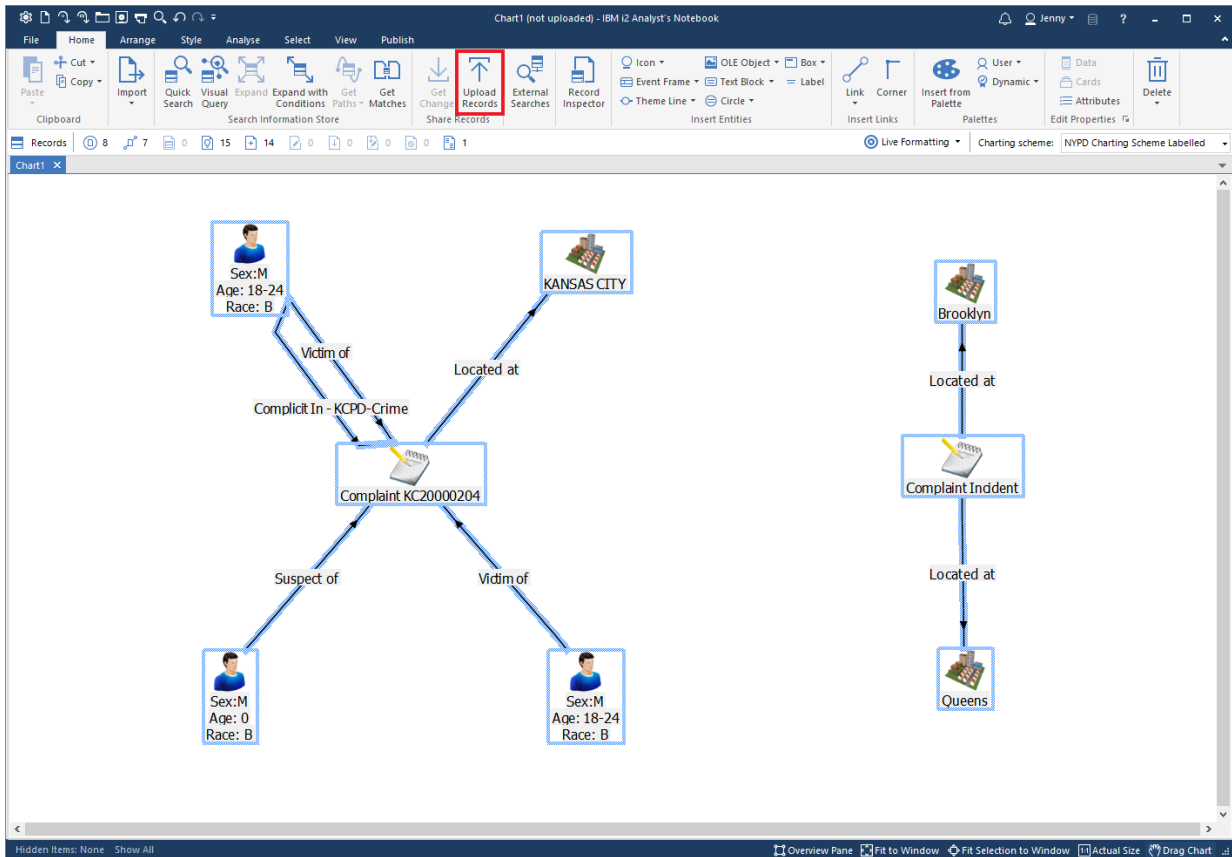 Chart1 (not uploaded) - IBM i2 Analyst's Notebook
Jenny
?
File Home Arrange Style Analyse Select View Publish
Paste
Cut
Copy
Clipboard
Import
Quick Search
Visual Query
Expand
Expand with Conditions
Get Paths
Get Matches
Search Information Store
Get Change
Upload Records
Share Records
External Searches
Record Inspector
Icon
Event Frame
Theme Line
OLE Object
Text Block
Circle
Box
Label
Insert Entities
Link
Corner
Insert Links
Insert from Palette
User
Dynamic
Palettes
Data
Cards
Attributes
Edit Properties
Delete
Records 8 7 0 15 14 0 0 0 0 1
Live Formatting Charting scheme: NYPD Charting Scheme Labelled
Chart1
Sex:M
Age: 18-24
Race: B
KANSAS CITY
Brooklyn
Victim of
Located at
Located at
Complicit In - KCPD-Crime
Complaint KC20000204
Complaint Incident
Suspect of
Victim of
Located at
Sex:M
Age: 0
Race: B
Sex:M
Age: 18-24
Race: B
Queens
Hidden Items: None Show All
Overview Pane Fit to Window Fit Selection to Window 1:1 Actual Size Drag Chart